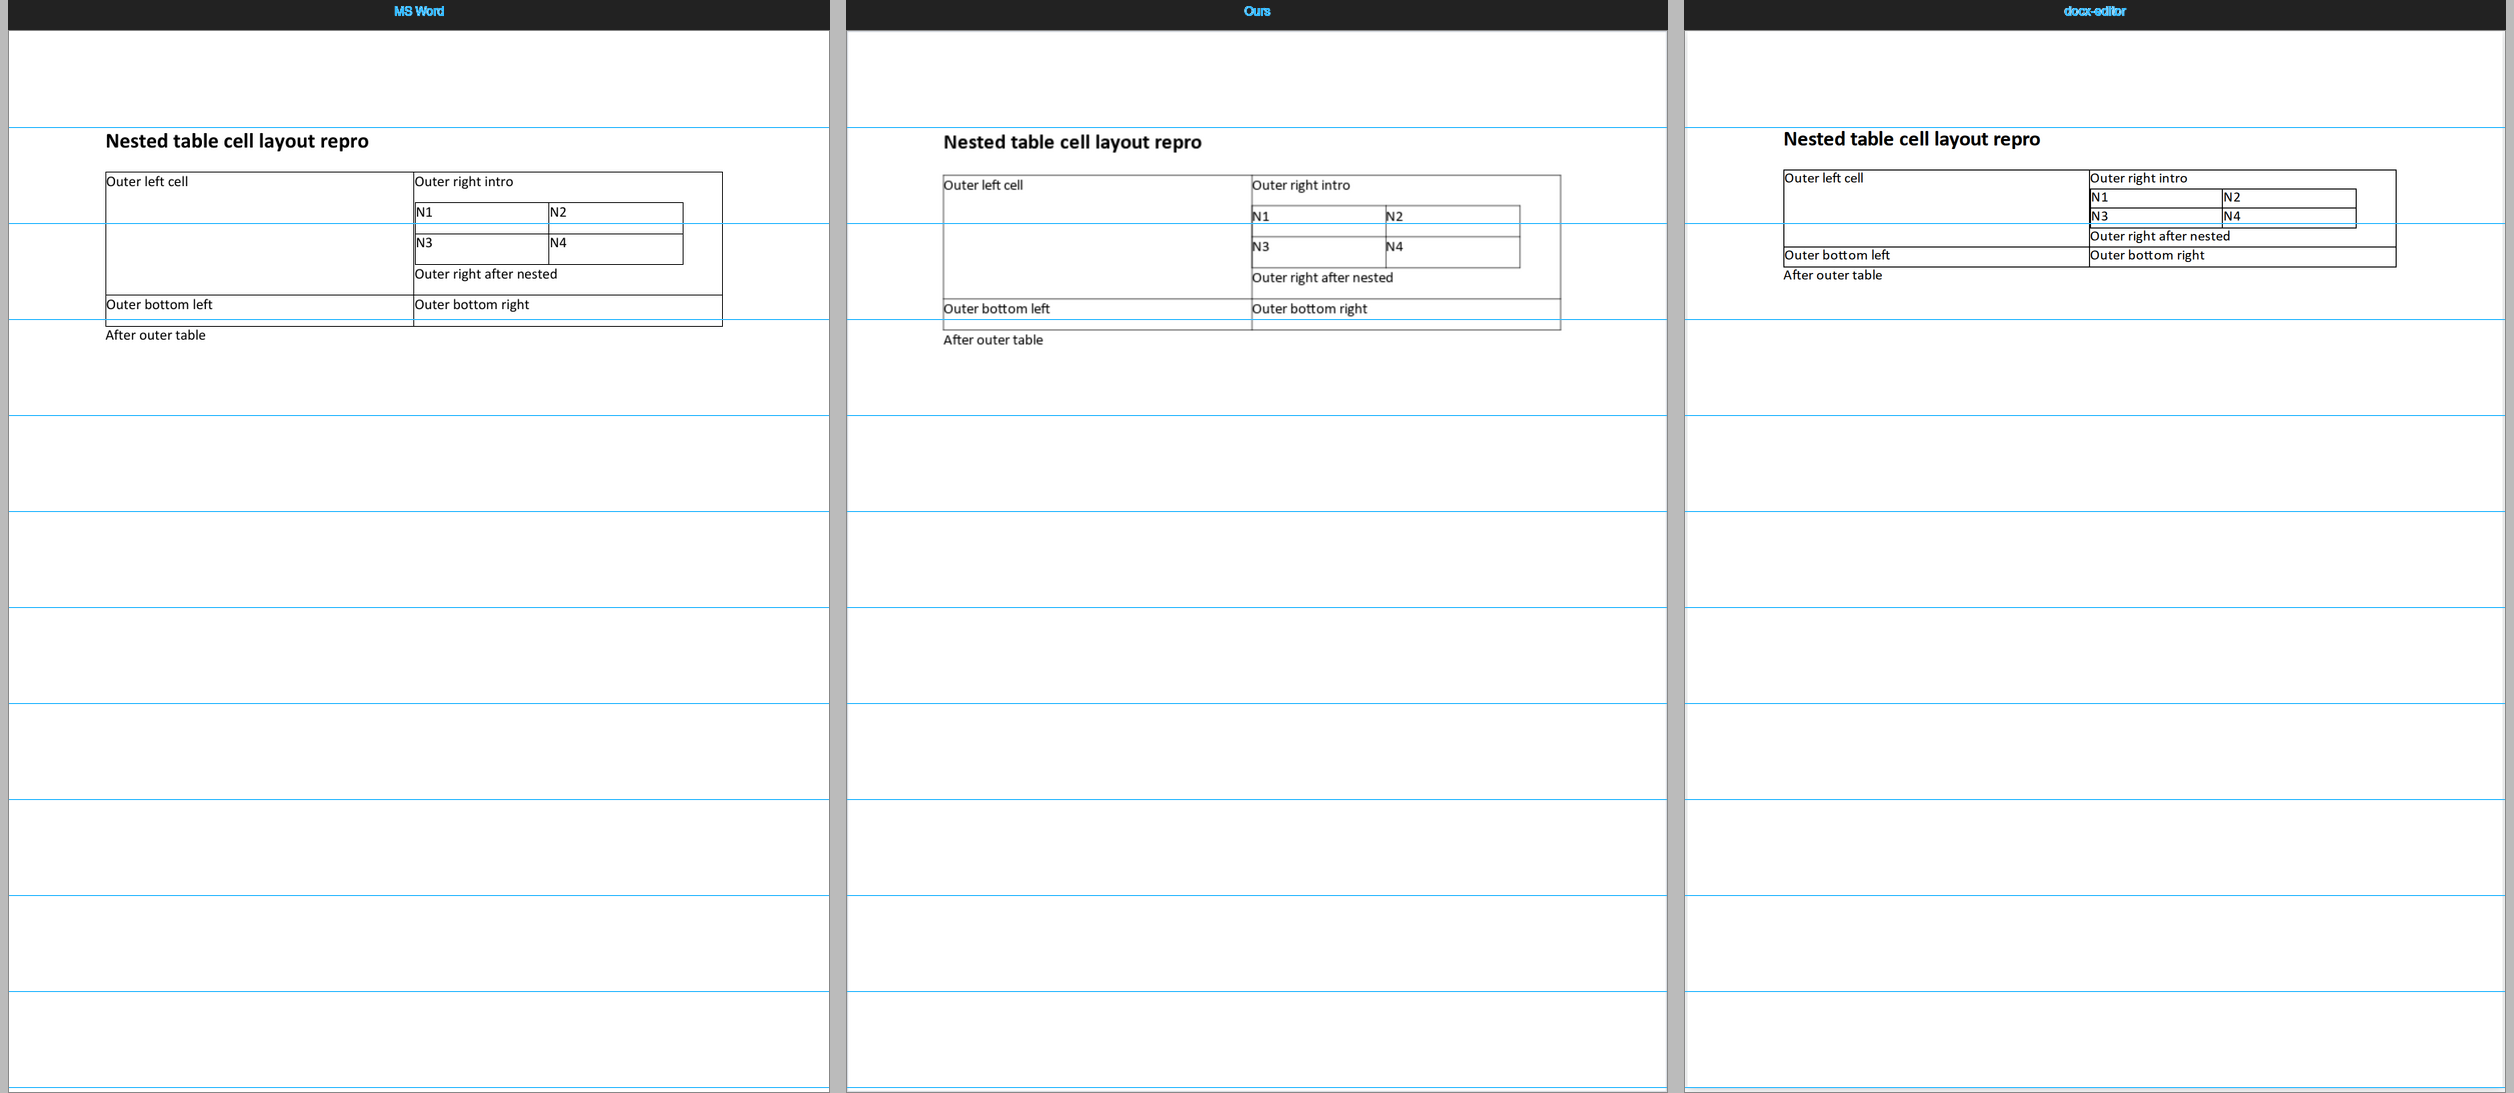 MS Word
Nested table cell layout repro
Outer left cell
Outer right intro
N1
N2
N3
N4
Outer right after nested
Outer bottom left
Outer bottom right
After outer table
Ours
Nested table cell layout repro
Outer left cell
Outer right intro
N1
N2
N3
N4
Outer right after nested
Outer bottom left
Outer bottom right
After outer table
docx-editor
Nested table cell layout repro
Outer left cell
Outer right intro
N1
N2
N3
N4
Outer right after nested
Outer bottom left
Outer bottom right
After outer table